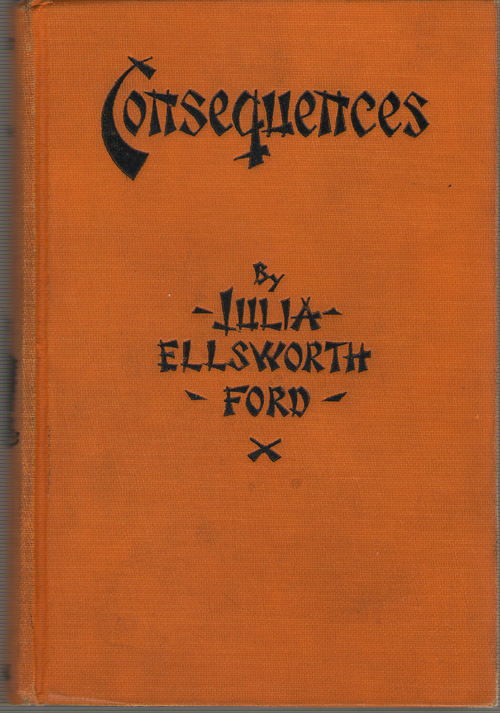 Consequences
By
-JULIA-
ELLSWORTH
- FORD -